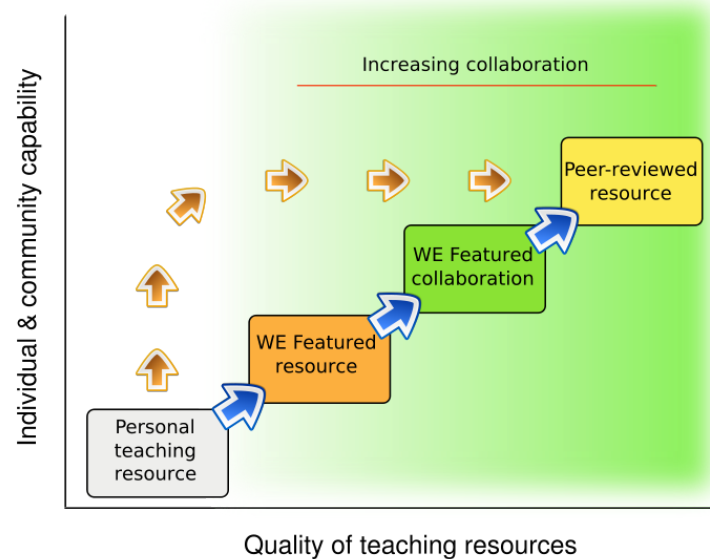 Increasing collaboration
Peer-reviewed
resource
WE Featured
collaboration
WE Featured
resource
Personal
teaching
resource
Individual & community capability
Quality of teaching resources